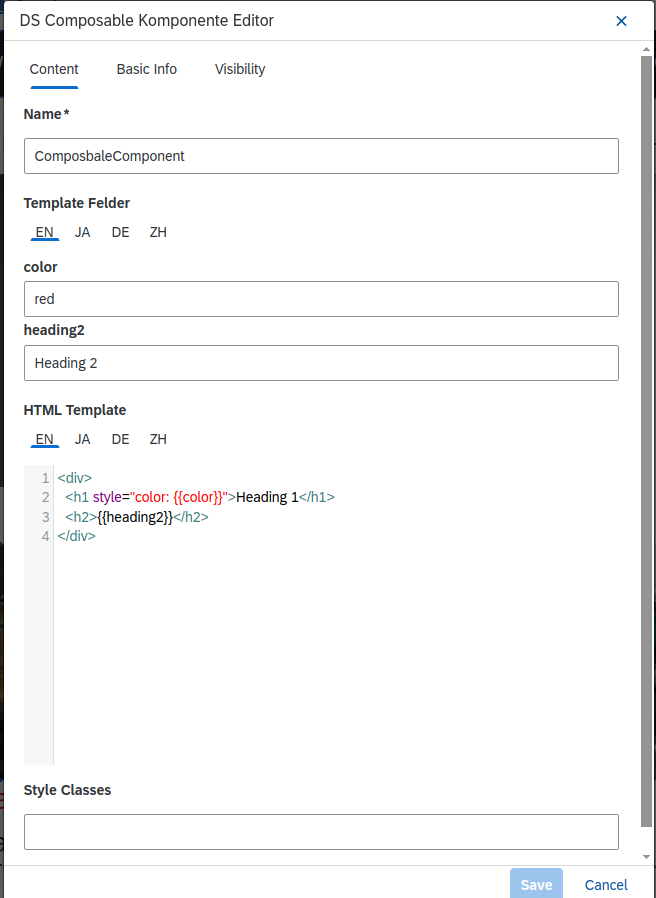 DS Composable Komponente Editor
Content Basic Info Visibility
Name*
ComposbaleComponent
Template Felder
EN JA DE ZH
color
red
heading2
Heading 2
HTML Template
EN JA DE ZH
1 <div>
2 <h1 style="color: {{color}}">Heading 1</h1>
3 <h2>{{heading2}}</h2>
4 </div>
Style Classes
Save Cancel